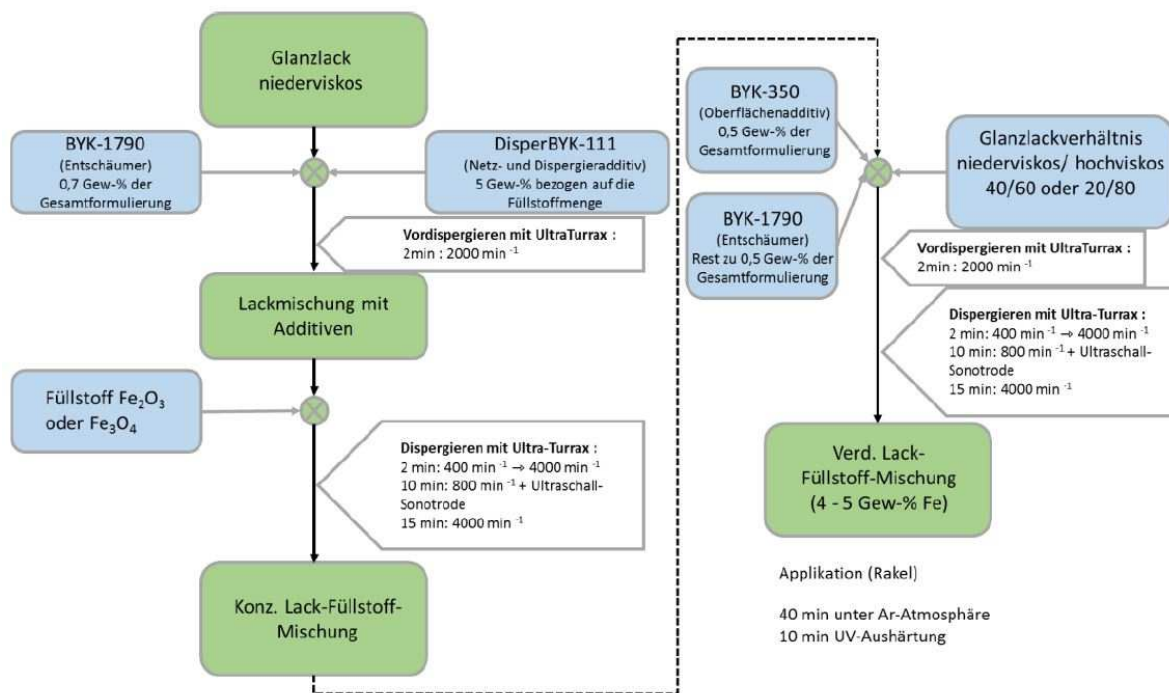 Glanzlack
niederviskos
BYK-1790
(Entschäumer)
0,7 Gew-% der
Gesamtformulierung
DisperBYK-111
(Netz- und Dispergieradditiv)
5 Gew-% bezogen auf die
Füllstoffmenge
Vordispergieren mit UltraTurrax :
2min : 2000 min ⁻¹
Lackmischung mit
Additiven
Füllstoff Fe₂O₃
oder Fe₃O₄
Dispergieren mit Ultra-Turrax :
2 min: 400 min ⁻¹ → 4000 min ⁻¹
10 min: 800 min ⁻¹ + Ultraschall-
Sonotrode
15 min: 4000 min ⁻¹
Konz. Lack-Füllstoff-
Mischung
BYK-350
(Oberflächenadditiv)
0,5 Gew-% der
Gesamtformulierung
BYK-1790
(Entschäumer)
Rest zu 0,5 Gew-% der
Gesamtformulierung
Glanzlackverhältnis
niederviskos/ hochviskos
40/60 oder 20/80
Vordispergieren mit UltraTurrax :
2min : 2000 min ⁻¹
Dispergieren mit Ultra-Turrax :
2 min: 400 min ⁻¹ → 4000 min ⁻¹
10 min: 800 min ⁻¹ + Ultraschall-
Sonotrode
15 min: 4000 min ⁻¹
Verd. Lack-
Füllstoff-Mischung
(4 - 5 Gew-% Fe)
Applikation (Rakel)
40 min unter Ar-Atmosphäre
10 min UV-Aushärtung